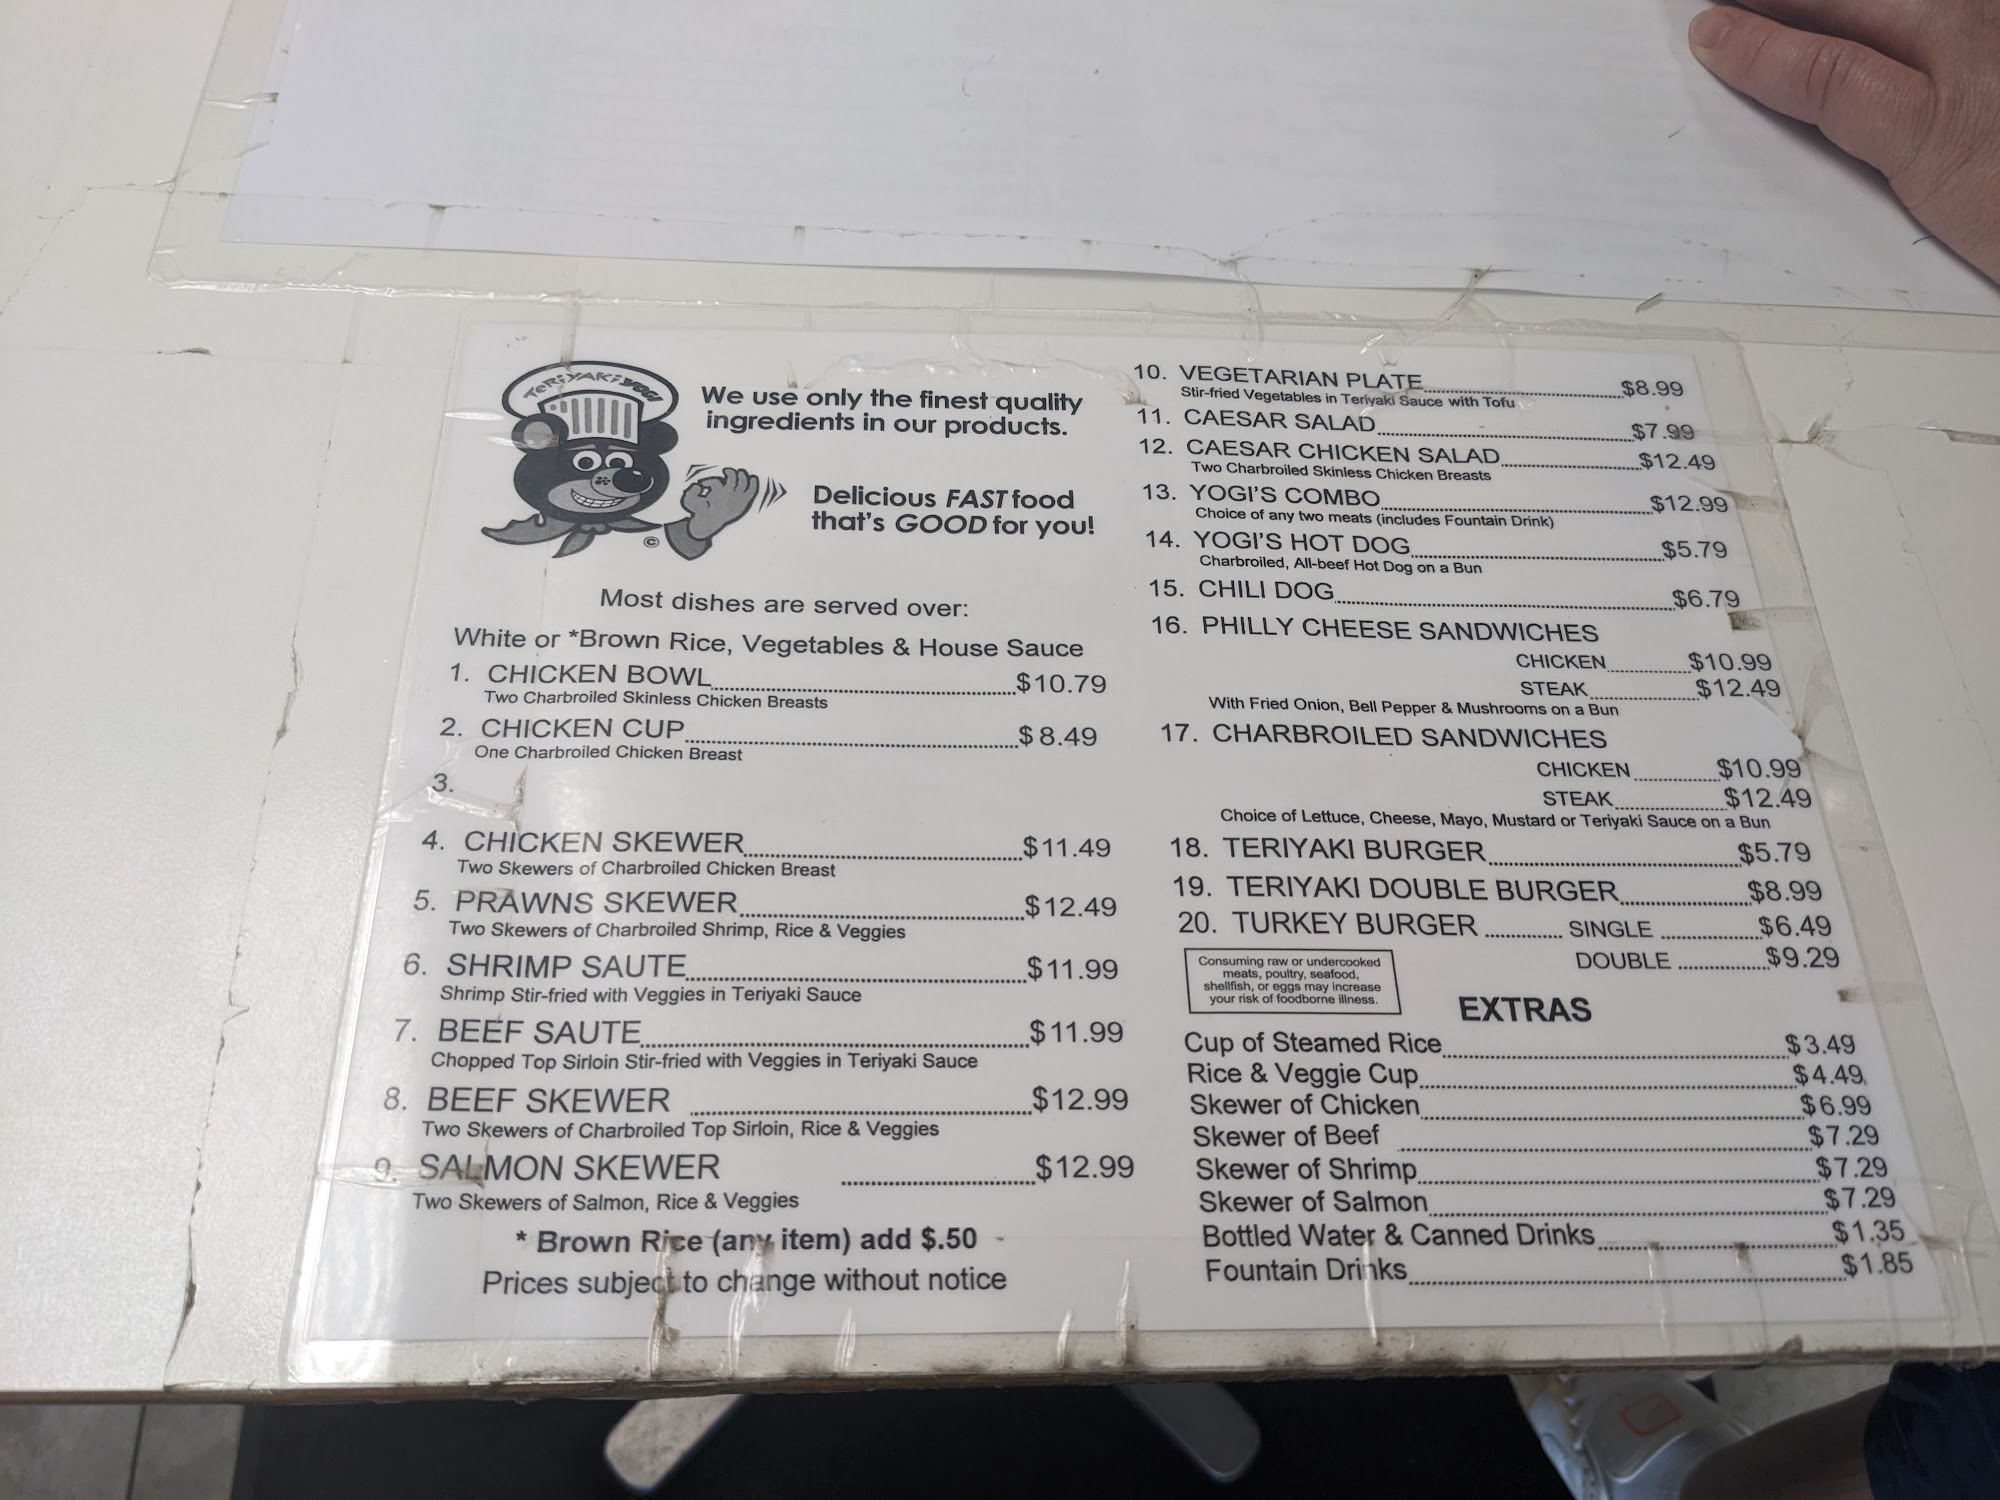 TERIYAKI YOGI
We use only the finest quality
ingredients in our products.
Delicious FAST food
that's GOOD for you!
©
Most dishes are served over:
White or *Brown Rice, Vegetables & House Sauce
1. CHICKEN BOWL $10.79
Two Charbroiled Skinless Chicken Breasts
2. CHICKEN CUP $8.49
One Charbroiled Chicken Breast
3.
4. CHICKEN SKEWER $11.49
Two Skewers of Charbroiled Chicken Breast
5. PRAWNS SKEWER $12.49
Two Skewers of Charbroiled Shrimp, Rice & Veggies
6. SHRIMP SAUTE $11.99
Shrimp Stir-fried with Veggies in Teriyaki Sauce
7. BEEF SAUTE $11.99
Chopped Top Sirloin Stir-fried with Veggies in Teriyaki Sauce
8. BEEF SKEWER $12.99
Two Skewers of Charbroiled Top Sirloin, Rice & Veggies
9. SALMON SKEWER $12.99
Two Skewers of Salmon, Rice & Veggies
* Brown Rice (any item) add $.50
Prices subject to change without notice
10. VEGETARIAN PLATE $8.99
Stir-fried Vegetables in Teriyaki Sauce with Tofu
11. CAESAR SALAD $7.99
12. CAESAR CHICKEN SALAD $12.49
Two Charbroiled Skinless Chicken Breasts
13. YOGI'S COMBO $12.99
Choice of any two meats (includes Fountain Drink)
14. YOGI'S HOT DOG $5.79
Charbroiled, All-beef Hot Dog on a Bun
15. CHILI DOG $6.79
16. PHILLY CHEESE SANDWICHES
CHICKEN $10.99
STEAK $12.49
With Fried Onion, Bell Pepper & Mushrooms on a Bun
17. CHARBROILED SANDWICHES
CHICKEN $10.99
STEAK $12.49
Choice of Lettuce, Cheese, Mayo, Mustard or Teriyaki Sauce on a Bun
18. TERIYAKI BURGER $5.79
19. TERIYAKI DOUBLE BURGER $8.99
20. TURKEY BURGER SINGLE $6.49
DOUBLE $9.29
Consuming raw or undercooked
meats, poultry, seafood,
shellfish, or eggs may increase
your risk of foodborne illness.
EXTRAS
Cup of Steamed Rice $3.49
Rice & Veggie Cup $4.49
Skewer of Chicken $6.99
Skewer of Beef $7.29
Skewer of Shrimp $7.29
Skewer of Salmon $7.29
Bottled Water & Canned Drinks $1.35
Fountain Drinks $1.85